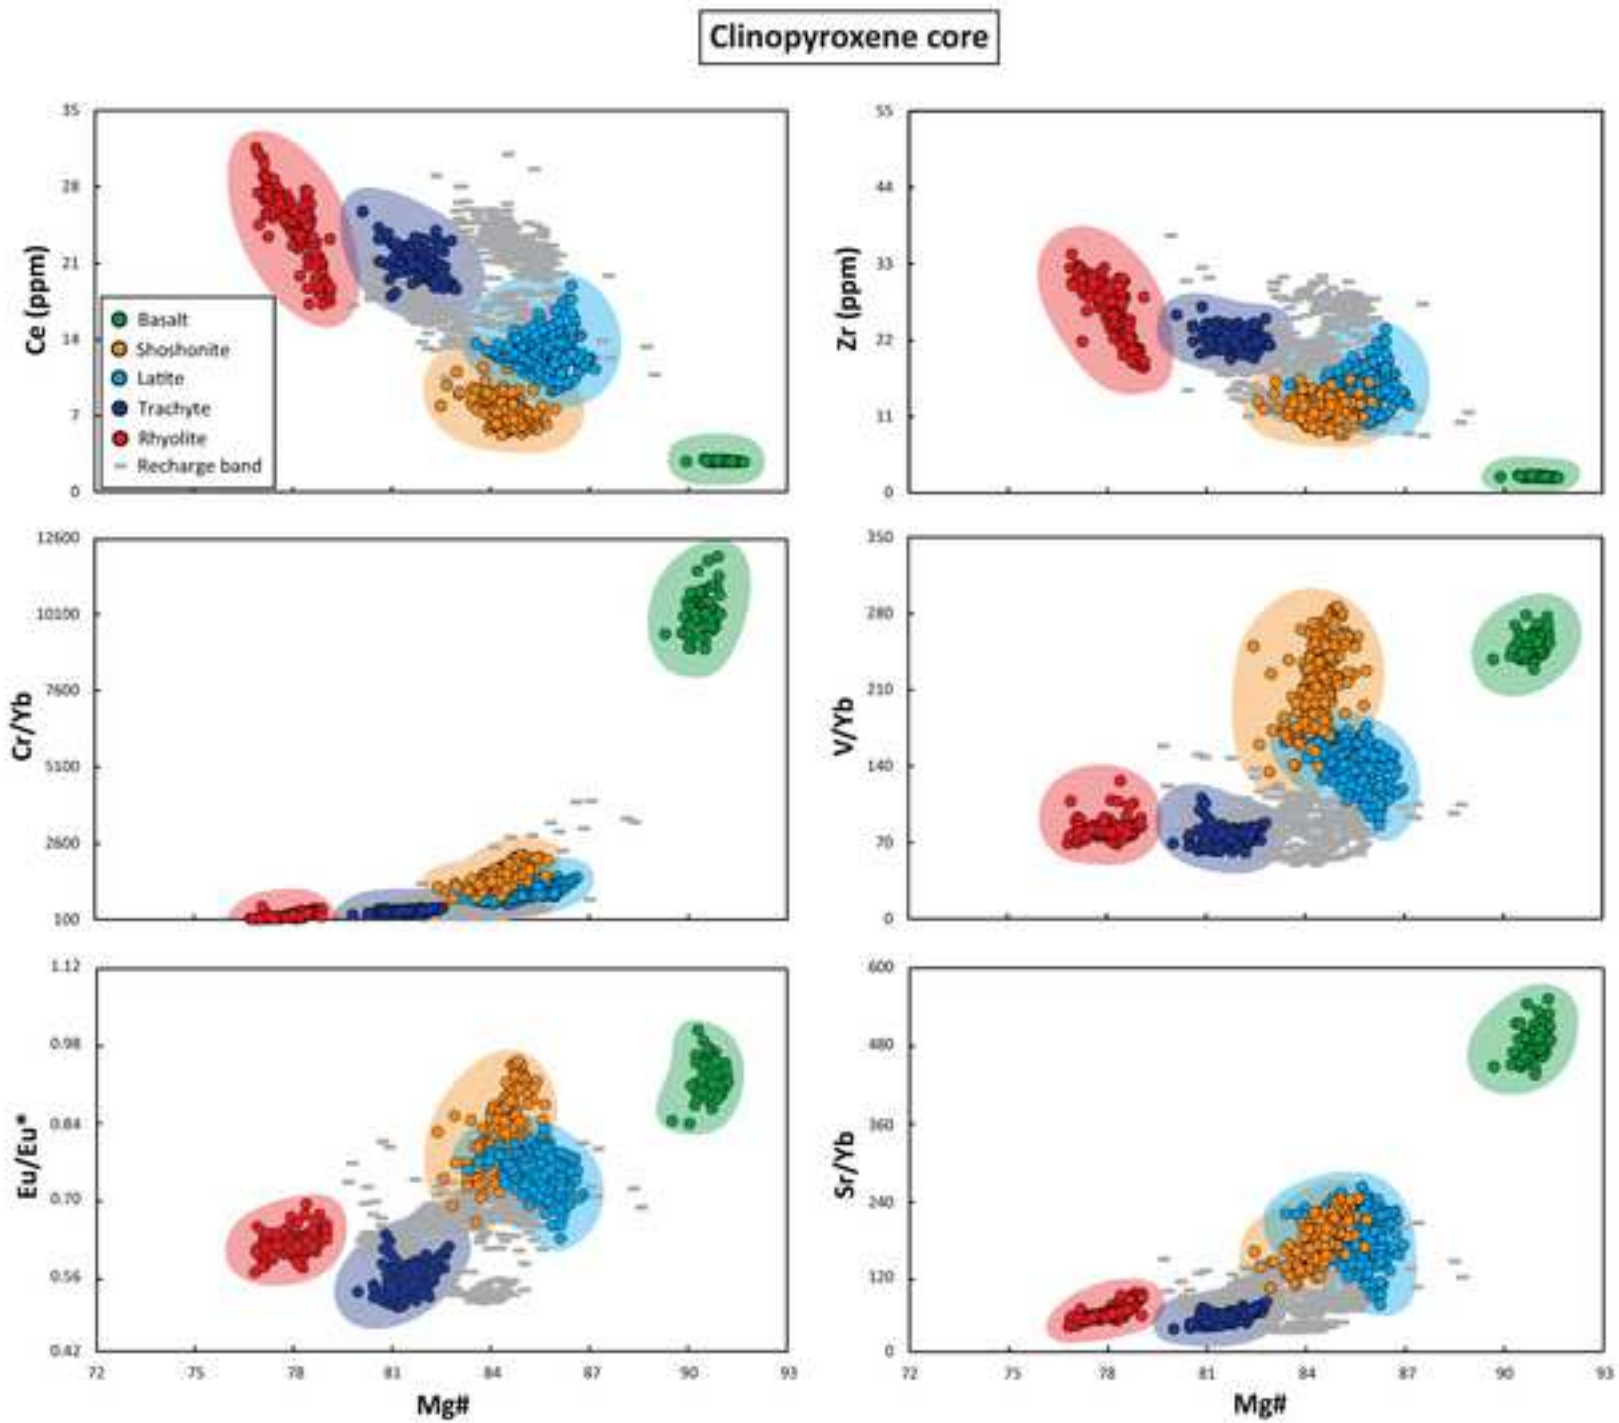 Clinopyroxene core
35
28
21
14
7
0
Ce (ppm)
Basalt
Shoshonite
Latite
Trachyte
Rhyolite
Recharge band
55
44
33
22
11
0
Zr (ppm)
12600
10100
7600
5100
2600
100
Cr/Yb
350
280
210
140
70
0
V/Yb
1.12
0.98
0.84
0.70
0.56
0.42
Eu/Eu*
72 75 78 81 84 87 90 93
Mg#
600
480
360
240
120
0
Sr/Yb
72 75 78 81 84 87 90 93
Mg#